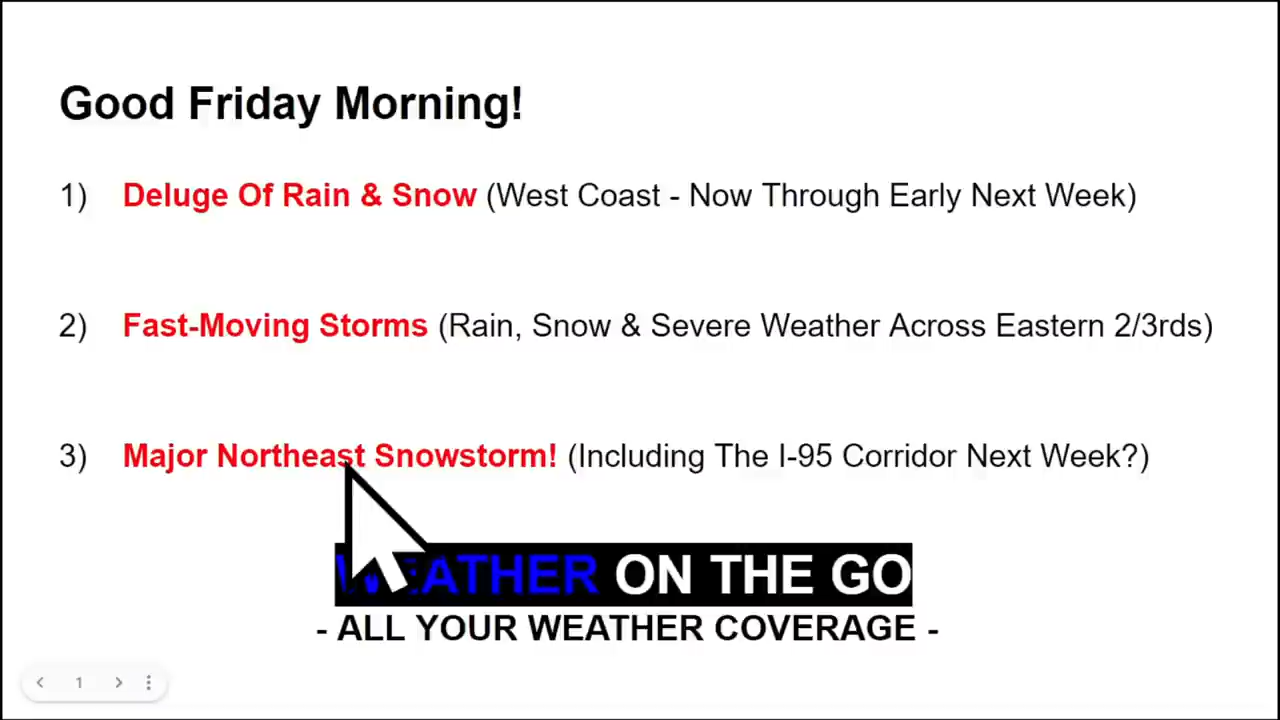 Good Friday Morning!
1) Deluge Of Rain & Snow (West Coast - Now Through Early Next Week)
2) Fast-Moving Storms (Rain, Snow & Severe Weather Across Eastern 2/3rds)
3) Major Northeast Snowstorm! (Including The I-95 Corridor Next Week?)
WEATHER ON THE GO
- ALL YOUR WEATHER COVERAGE -
1